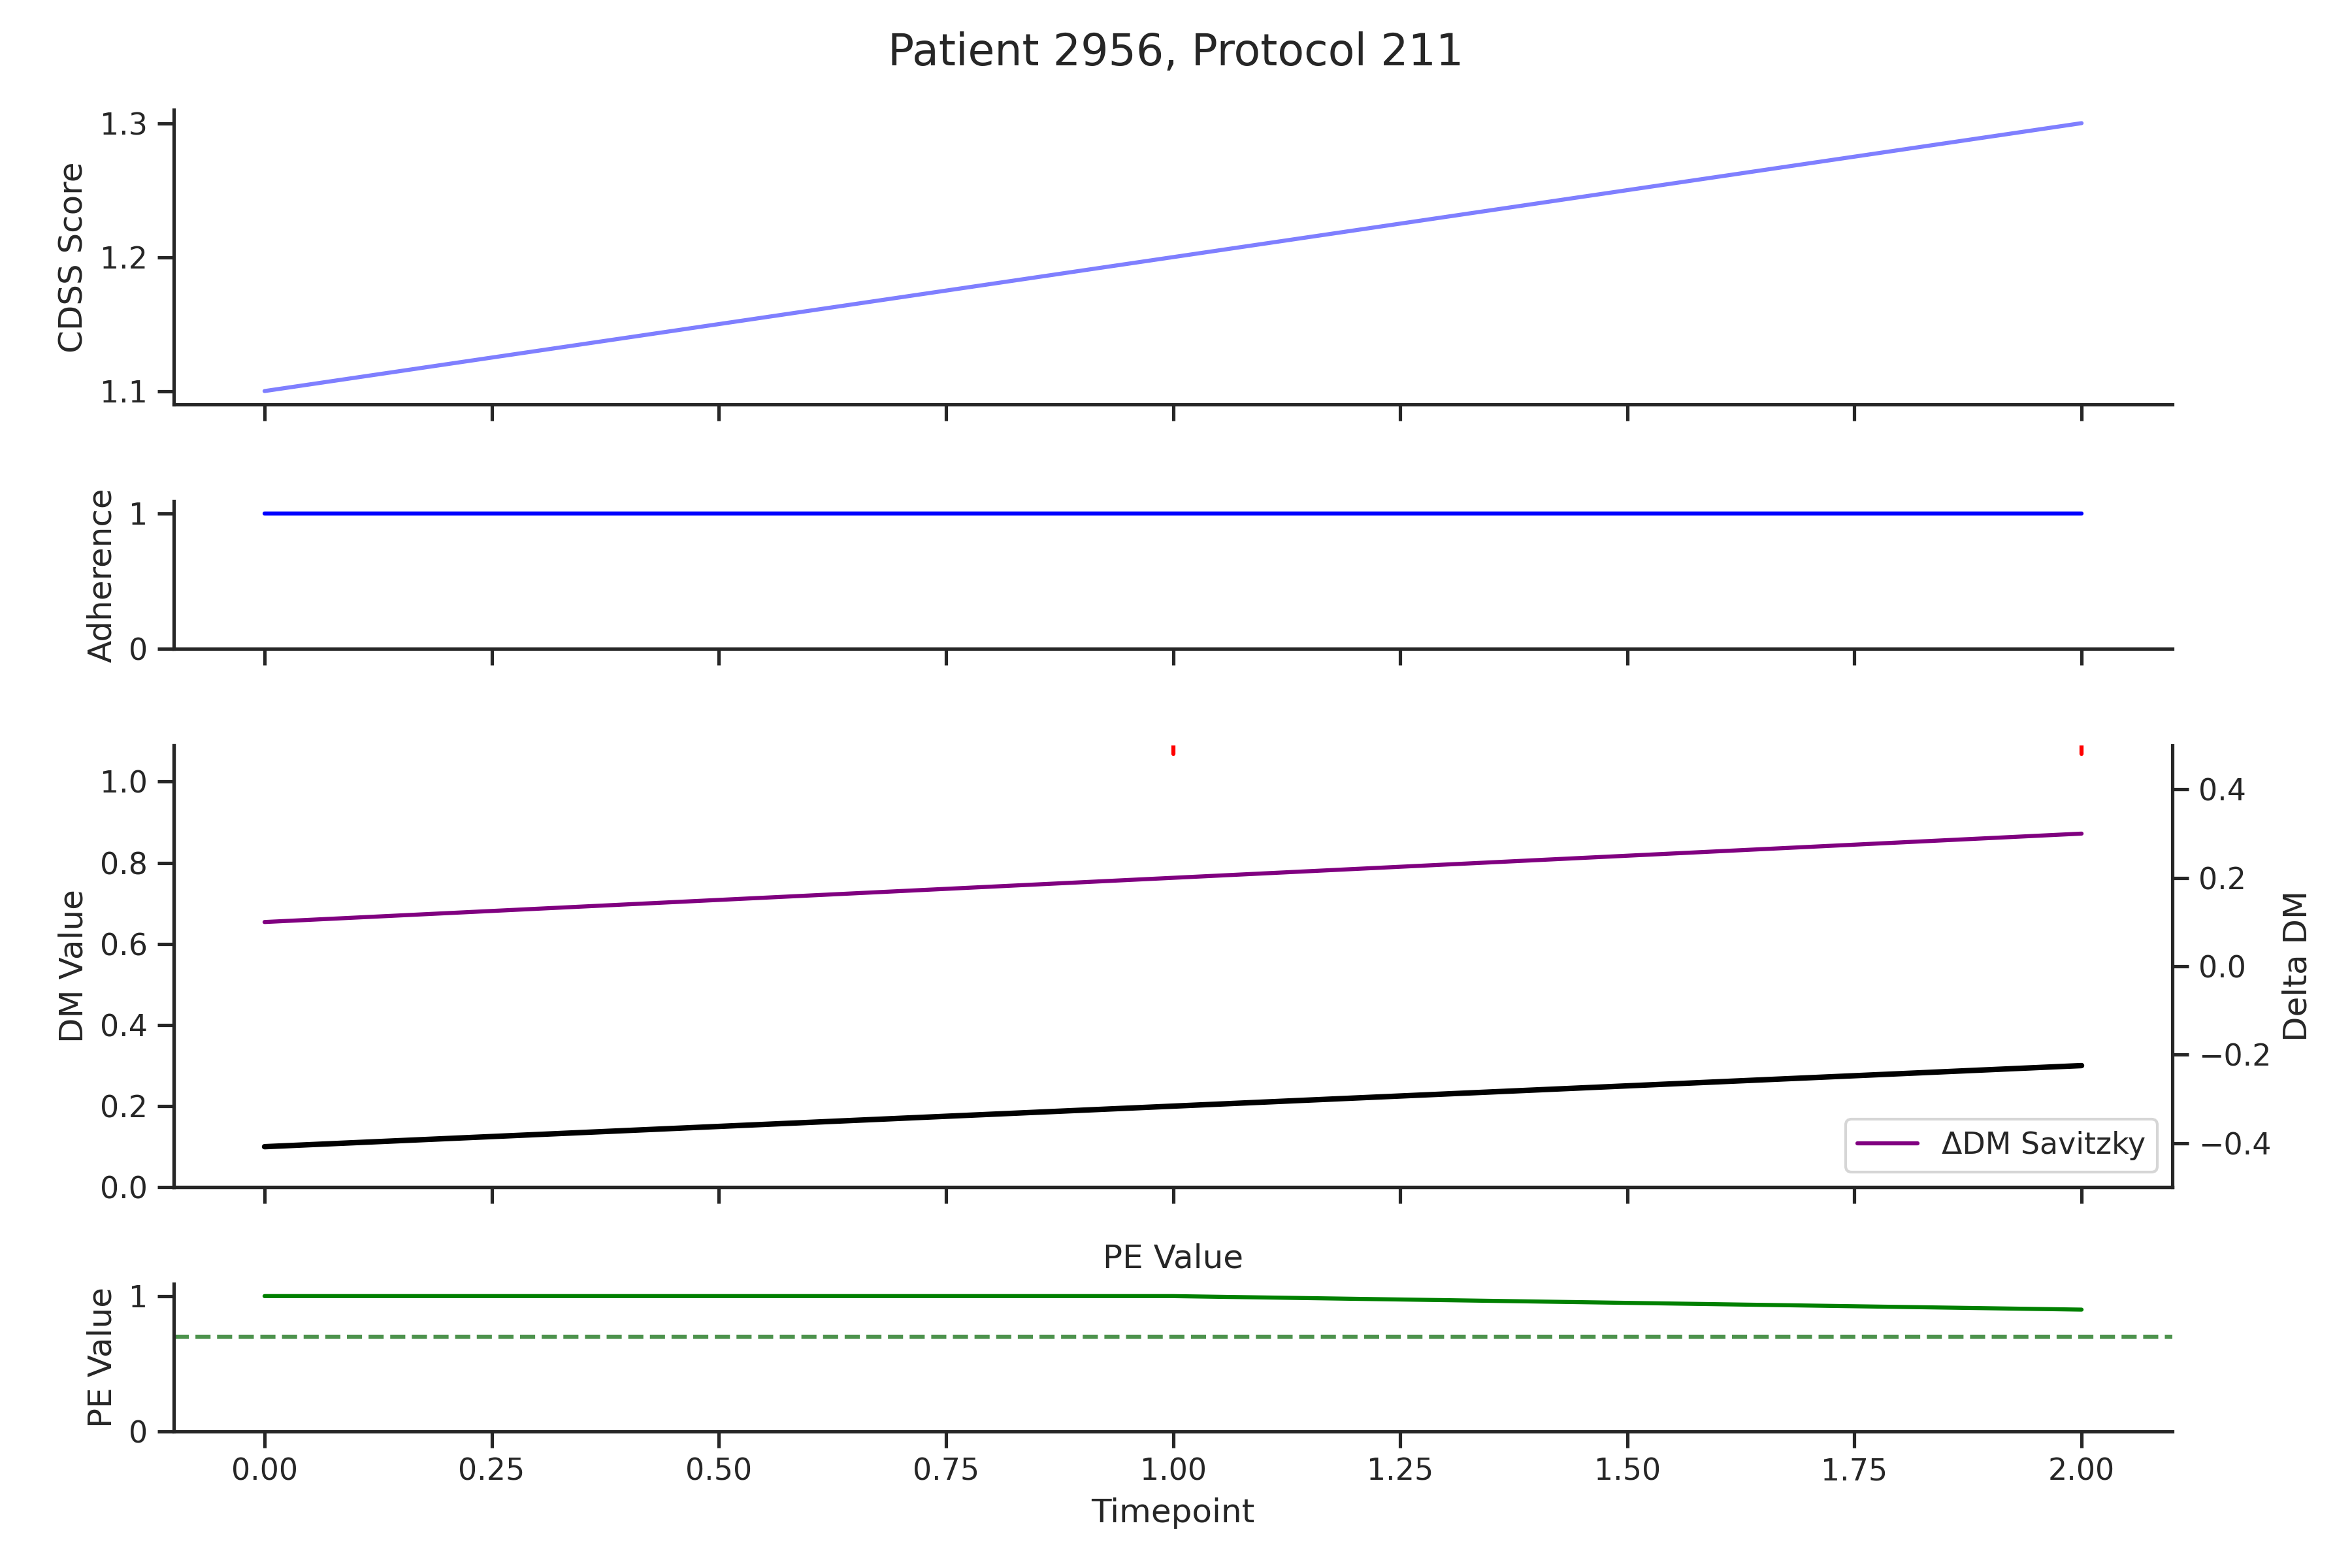 Patient 2956, Protocol 211
CDSS Score
1.3
1.2
1.1
Adherence
1
0
DM Value
1.0
0.8
0.6
0.4
0.2
0.0
Delta DM
0.4
0.2
0.0
−0.2
−0.4
ΔDM Savitzky
PE Value
PE Value
1
0
0.00 0.25 0.50 0.75 1.00 1.25 1.50 1.75 2.00
Timepoint